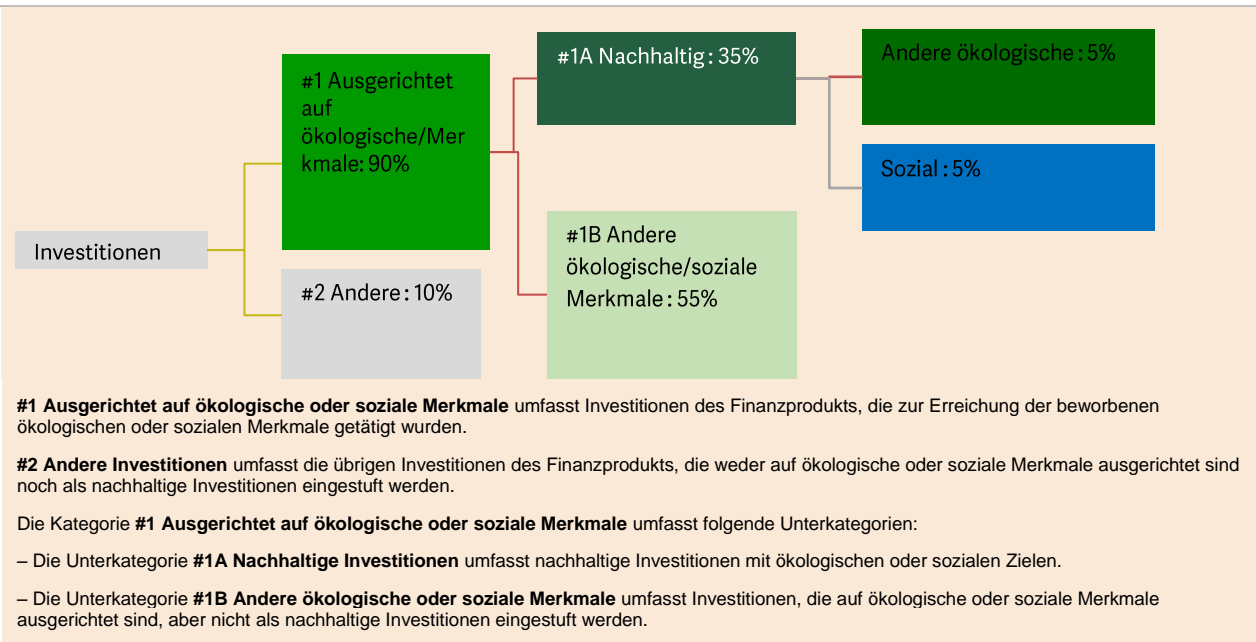 Investitionen
#1 Ausgerichtet
auf
ökologische/Mer
kmale: 90%
#2 Andere: 10%
#1A Nachhaltig: 35%
#1B Andere
ökologische/soziale
Merkmale: 55%
Andere ökologische: 5%
Sozial: 5%
#1 Ausgerichtet auf ökologische oder soziale Merkmale umfasst Investitionen des Finanzprodukts, die zur Erreichung der beworbenen
ökologischen oder sozialen Merkmale getätigt wurden.
#2 Andere Investitionen umfasst die übrigen Investitionen des Finanzprodukts, die weder auf ökologische oder soziale Merkmale ausgerichtet sind
noch als nachhaltige Investitionen eingestuft werden.
Die Kategorie #1 Ausgerichtet auf ökologische oder soziale Merkmale umfasst folgende Unterkategorien:
– Die Unterkategorie #1A Nachhaltige Investitionen umfasst nachhaltige Investitionen mit ökologischen oder sozialen Zielen.
– Die Unterkategorie #1B Andere ökologische oder soziale Merkmale umfasst Investitionen, die auf ökologische oder soziale Merkmale
ausgerichtet sind, aber nicht als nachhaltige Investitionen eingestuft werden.